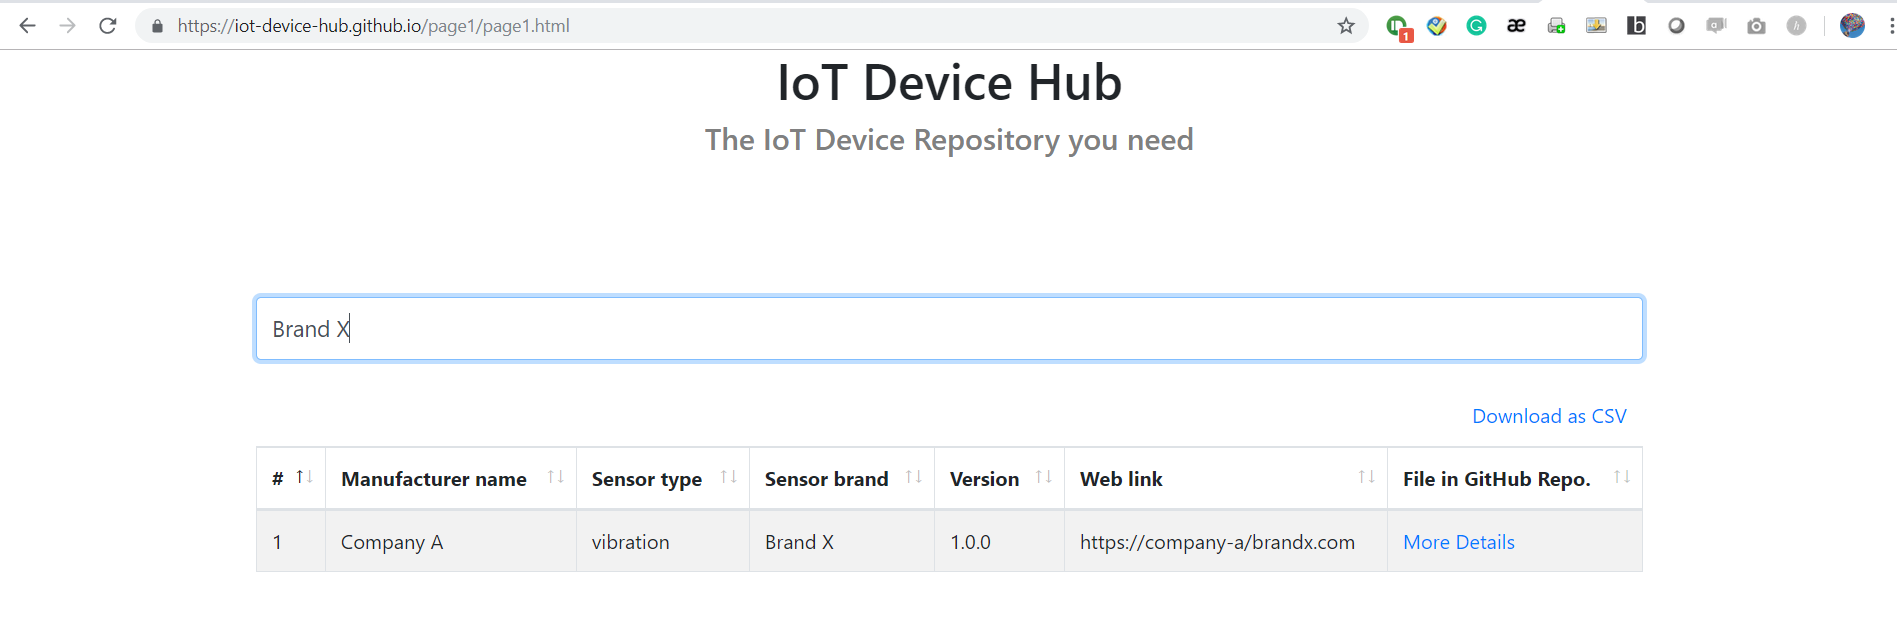 https://iot-device-hub.github.io/page1/page1.html
1
æ
b
a
h
IoT Device Hub
The IoT Device Repository you need
Brand X
Download as CSV
# Manufacturer name Sensor type Sensor brand Version Web link File in GitHub Repo.
1 Company A vibration Brand X 1.0.0 https://company-a/brandx.com More Details